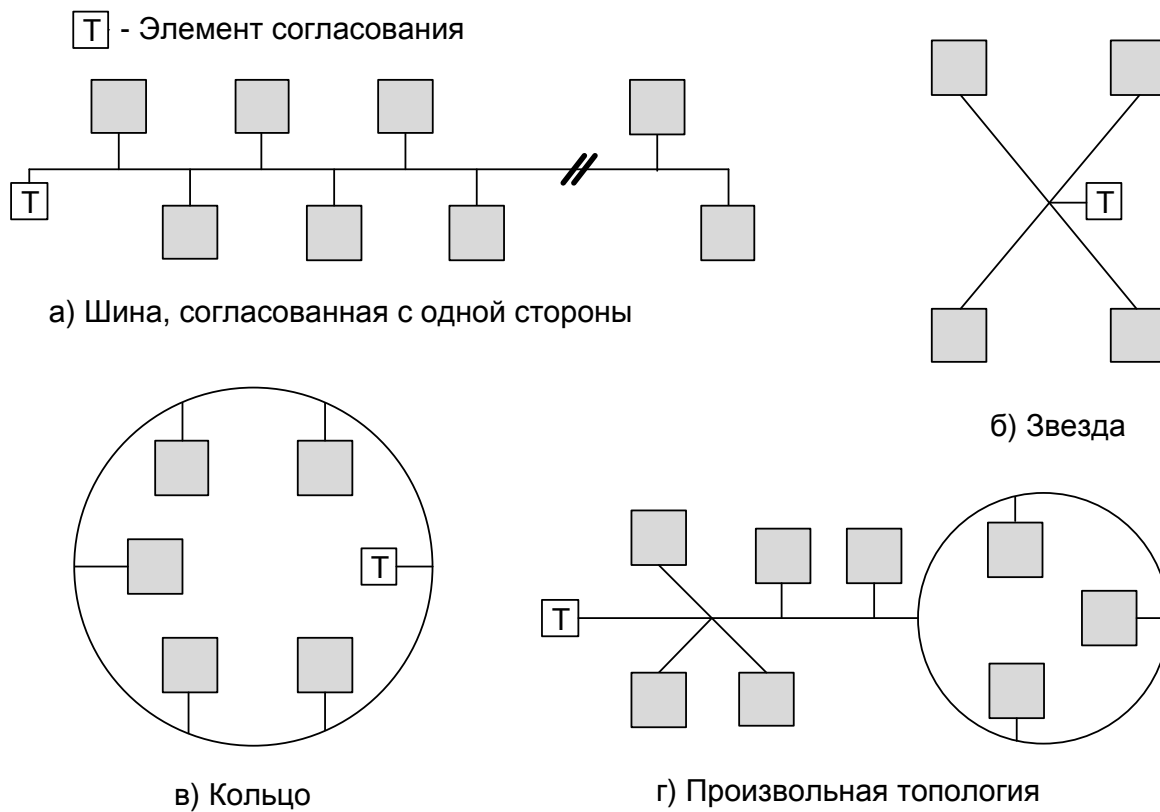 T - Элемент согласования
T
T
а) Шина, согласованная с одной стороны
б) Звезда
T
T
в) Кольцо
г) Произвольная топология